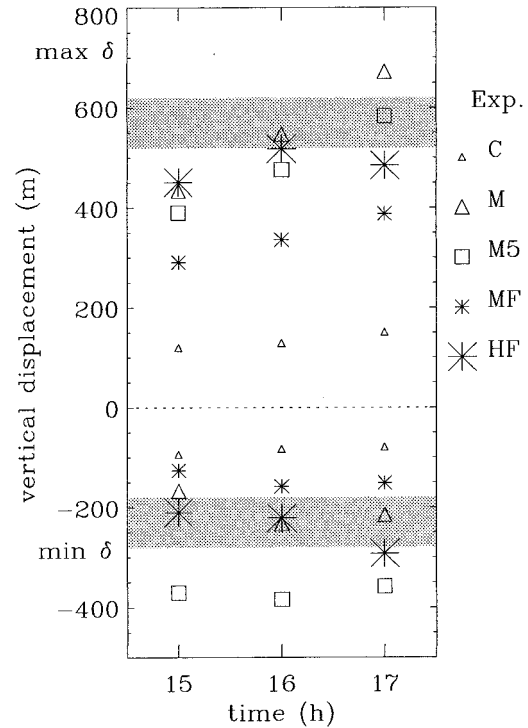 800
max δ
600
400
200
0
-200
min δ
-400
vertical displacement (m)
15 16 17
time (h)
Exp.
C
M
M5
MF
HF